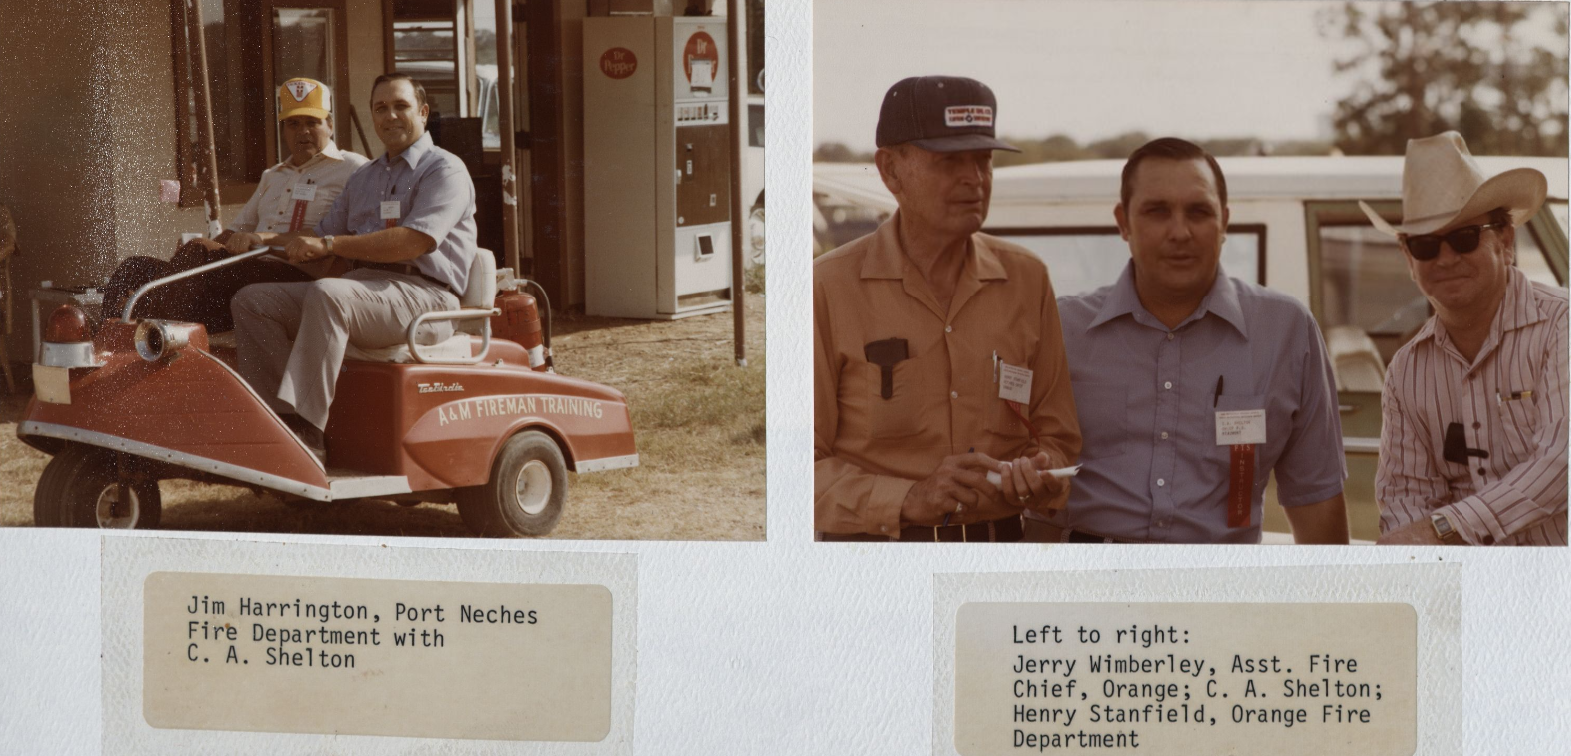 Dr
Pepper
Dr
Pepper
A&M FIREMAN TRAINING
Jim Harrington, Port Neches
Fire Department with
C. A. Shelton
Left to right:
Jerry Wimberley, Asst. Fire
Chief, Orange; C. A. Shelton;
Henry Stanfield, Orange Fire
Department